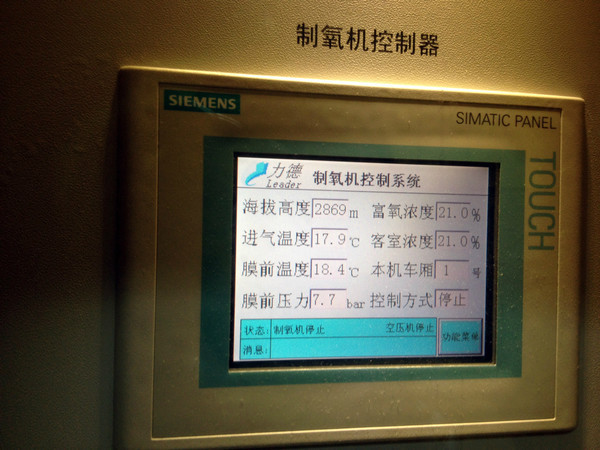 制氧机控制器
SIEMENS
SIMATIC PANEL
TOUCH
力德
Leader
制氧机控制系统
海拔高度 2869 m 富氧浓度 21.0 %
进气温度 17.9 ℃ 客室浓度 21.0 %
膜前温度 18.4 ℃ 本机车厢 1 号
膜前压力 7.7 bar 控制方式 停止
状态: 制氧机停止 空压机停止
消息:
功能菜单